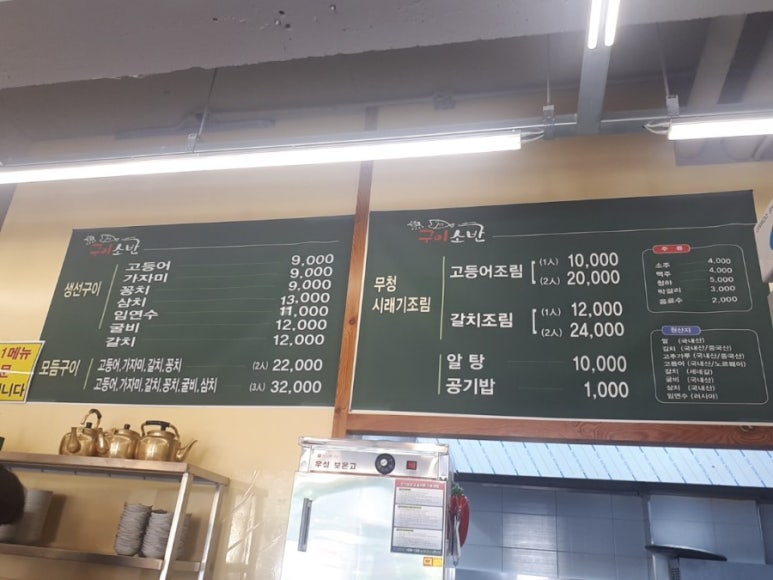 구이소반
생선구이
고등어 9,000
가자미 9,000
꽁치 9,000
삼치 13,000
임연수 11,000
굴비 12,000
갈치 12,000
모듬구이
고등어,가자미,갈치,꽁치 (2人) 22,000
고등어,가자미,갈치,꽁치,굴비,삼치 (3人) 32,000
구이소반
무청
시래기조림
고등어조림 (1人) 10,000
(2人) 20,000
갈치조림 (1人) 12,000
(2人) 24,000
알탕 10,000
공기밥 1,000
주류
소주 4,000
맥주 4,000
청하 5,000
막걸리 3,000
음료수 2,000
원산지
쌀 (국내산)
김치 (국내산/중국산)
고추가루 (국내산/중국산)
고등어 (국내산/노르웨이)
갈치 (세네갈)
굴비 (국내산)
삼치 (국내산)
임연수 (러시아)
1메뉴
문
니다
우성 보온고